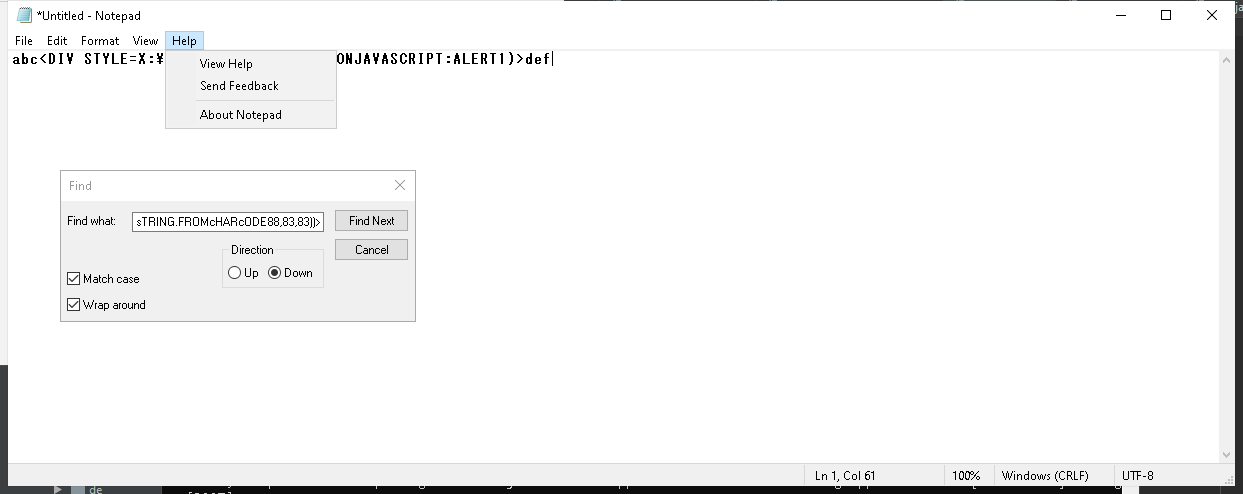 *Untitled - Notepad
File Edit Format View Help
abc<DIV STYLE=X:¥ ONJAVASCRIPT:ALERT1)>def
View Help
Send Feedback
About Notepad
Find
Find what: sTRING.FROMcHARcODE88,83,83))> Find Next
Direction Cancel
Up Down
Match case
Wrap around
Ln 1, Col 61 100% Windows (CRLF) UTF-8
de